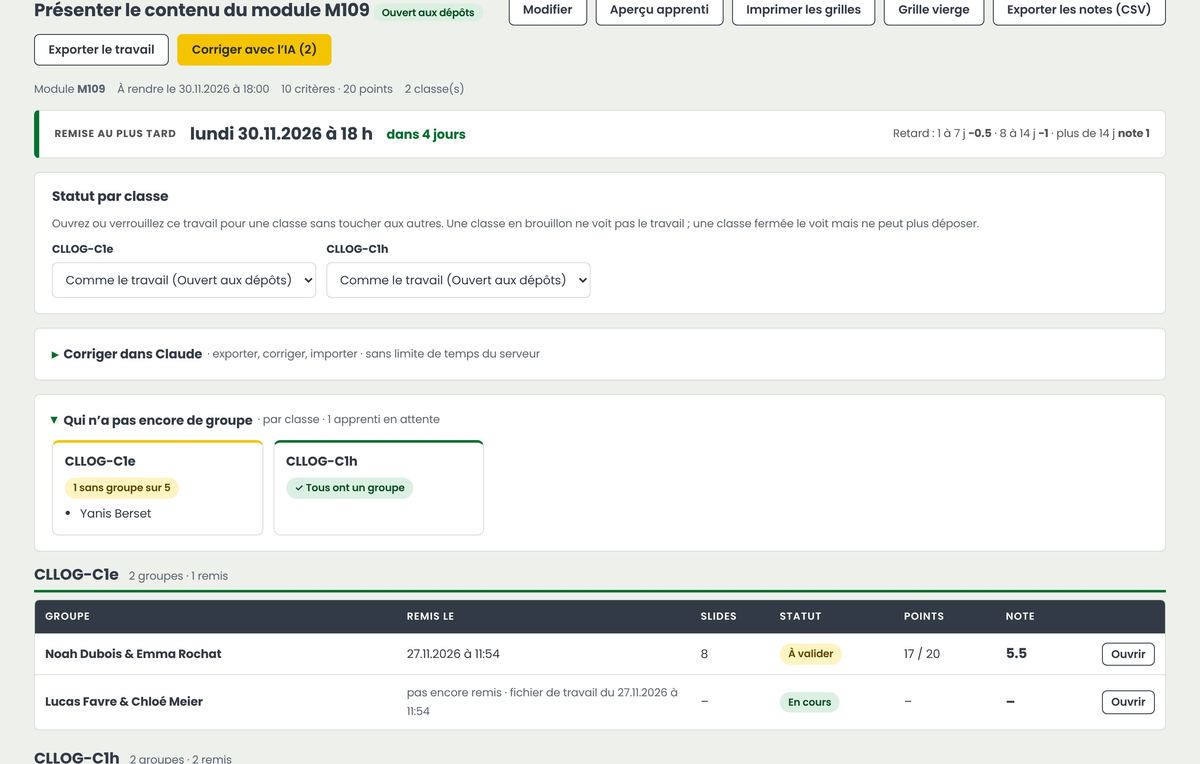 Présenter le contenu du module M109 Ouvert aux dépôts Modifier Aperçu apprenti Imprimer les grilles Grille vierge Exporter les notes (CSV)
Exporter le travail Corriger avec l’IA (2)
Module M109 À rendre le 30.11.2026 à 18:00 10 critères · 20 points 2 classe(s)
REMISE AU PLUS TARD lundi 30.11.2026 à 18 h dans 4 jours Retard : 1 à 7 j -0.5 · 8 à 14 j -1 · plus de 14 j note 1
Statut par classe
Ouvrez ou verrouillez ce travail pour une classe sans toucher aux autres. Une classe en brouillon ne voit pas le travail ; une classe fermée le voit mais ne peut plus déposer.
CLLOG-C1e CLLOG-C1h
Comme le travail (Ouvert aux dépôts) Comme le travail (Ouvert aux dépôts)
▸ Corriger dans Claude · exporter, corriger, importer · sans limite de temps du serveur
▾ Qui n’a pas encore de groupe · par classe · 1 apprenti en attente
CLLOG-C1e CLLOG-C1h
1 sans groupe sur 5 ✓ Tous ont un groupe
• Yanis Berset
CLLOG-C1e 2 groupes · 1 remis
GROUPE REMIS LE SLIDES STATUT POINTS NOTE
Noah Dubois & Emma Rochat 27.11.2026 à 11:54 8 À valider 17 / 20 5.5 Ouvrir
Lucas Favre & Chloé Meier pas encore remis · fichier de travail du 27.11.2026 à
11:54 – En cours – – Ouvrir
CLLOG-C1h 2 groupes · 2 remis